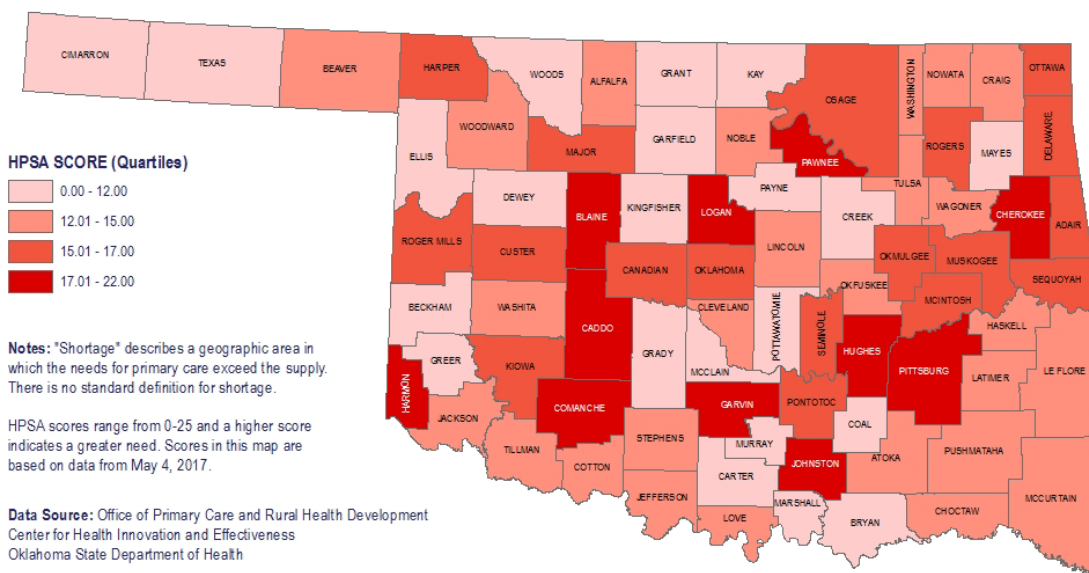 CIMARRON
TEXAS
BEAVER
HARPER
WOODS
ALFALFA
GRANT
KAY
OSAGE
WASHINGTON
NOWATA
CRAIG
OTTAWA
WOODWARD
ELLIS
MAJOR
GARFIELD
NOBLE
PAWNEE
ROGERS
MAYES
DELAWARE
HPSA SCORE (Quartiles)
0.00 - 12.00
12.01 - 15.00
15.01 - 17.00
17.01 - 22.00
DEWEY
BLAINE
KINGFISHER
LOGAN
PAYNE
CREEK
TULSA
WAGONER
CHEROKEE
ADAIR
ROGER MILLS
CUSTER
CANADIAN
OKLAHOMA
LINCOLN
OKMULGEE
MUSKOGEE
SEQUOYAH
BECKHAM
WASHITA
CADDO
CLEVELAND
POTTAWATOMIE
SEMINOLE
OKFUSKEE
MCINTOSH
HASKELL
GREER
KIOWA
GRADY
MCCLAIN
HUGHES
PITTSBURG
LATIMER
LE FLORE
HARMON
JACKSON
COMANCHE
GARVIN
PONTOTOC
COAL
TILLMAN
COTTON
STEPHENS
MURRAY
JOHNSTON
ATOKA
PUSHMATAHA
JEFFERSON
CARTER
LOVE
MARSHALL
BRYAN
CHOCTAW
MCCURTAIN
Notes: "Shortage" describes a geographic area in
which the needs for primary care exceed the supply.
There is no standard definition for shortage.
HPSA scores range from 0-25 and a higher score
indicates a greater need. Scores in this map are
based on data from May 4, 2017.
Data Source: Office of Primary Care and Rural Health Development
Center for Health Innovation and Effectiveness
Oklahoma State Department of Health